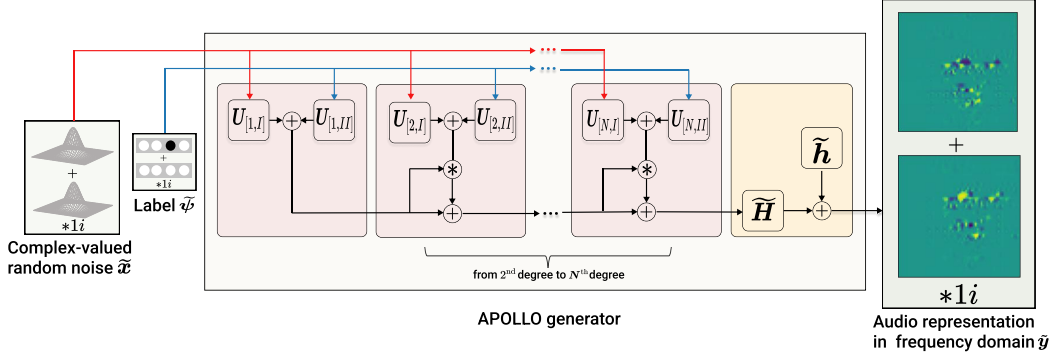 +
*1i
Complex-valued
random noise x̃
+
*1i
Label ψ̃
U[1,I] + U[1,II]
U[2,I] + U[2,II]
*
+
...
...
...
...
U[N,I] + U[N,II]
*
+
from 2nd degree to Nth degree
h̃
H̃ +
APOLLO generator
+
*1i
Audio representation
in frequency domain ỹ